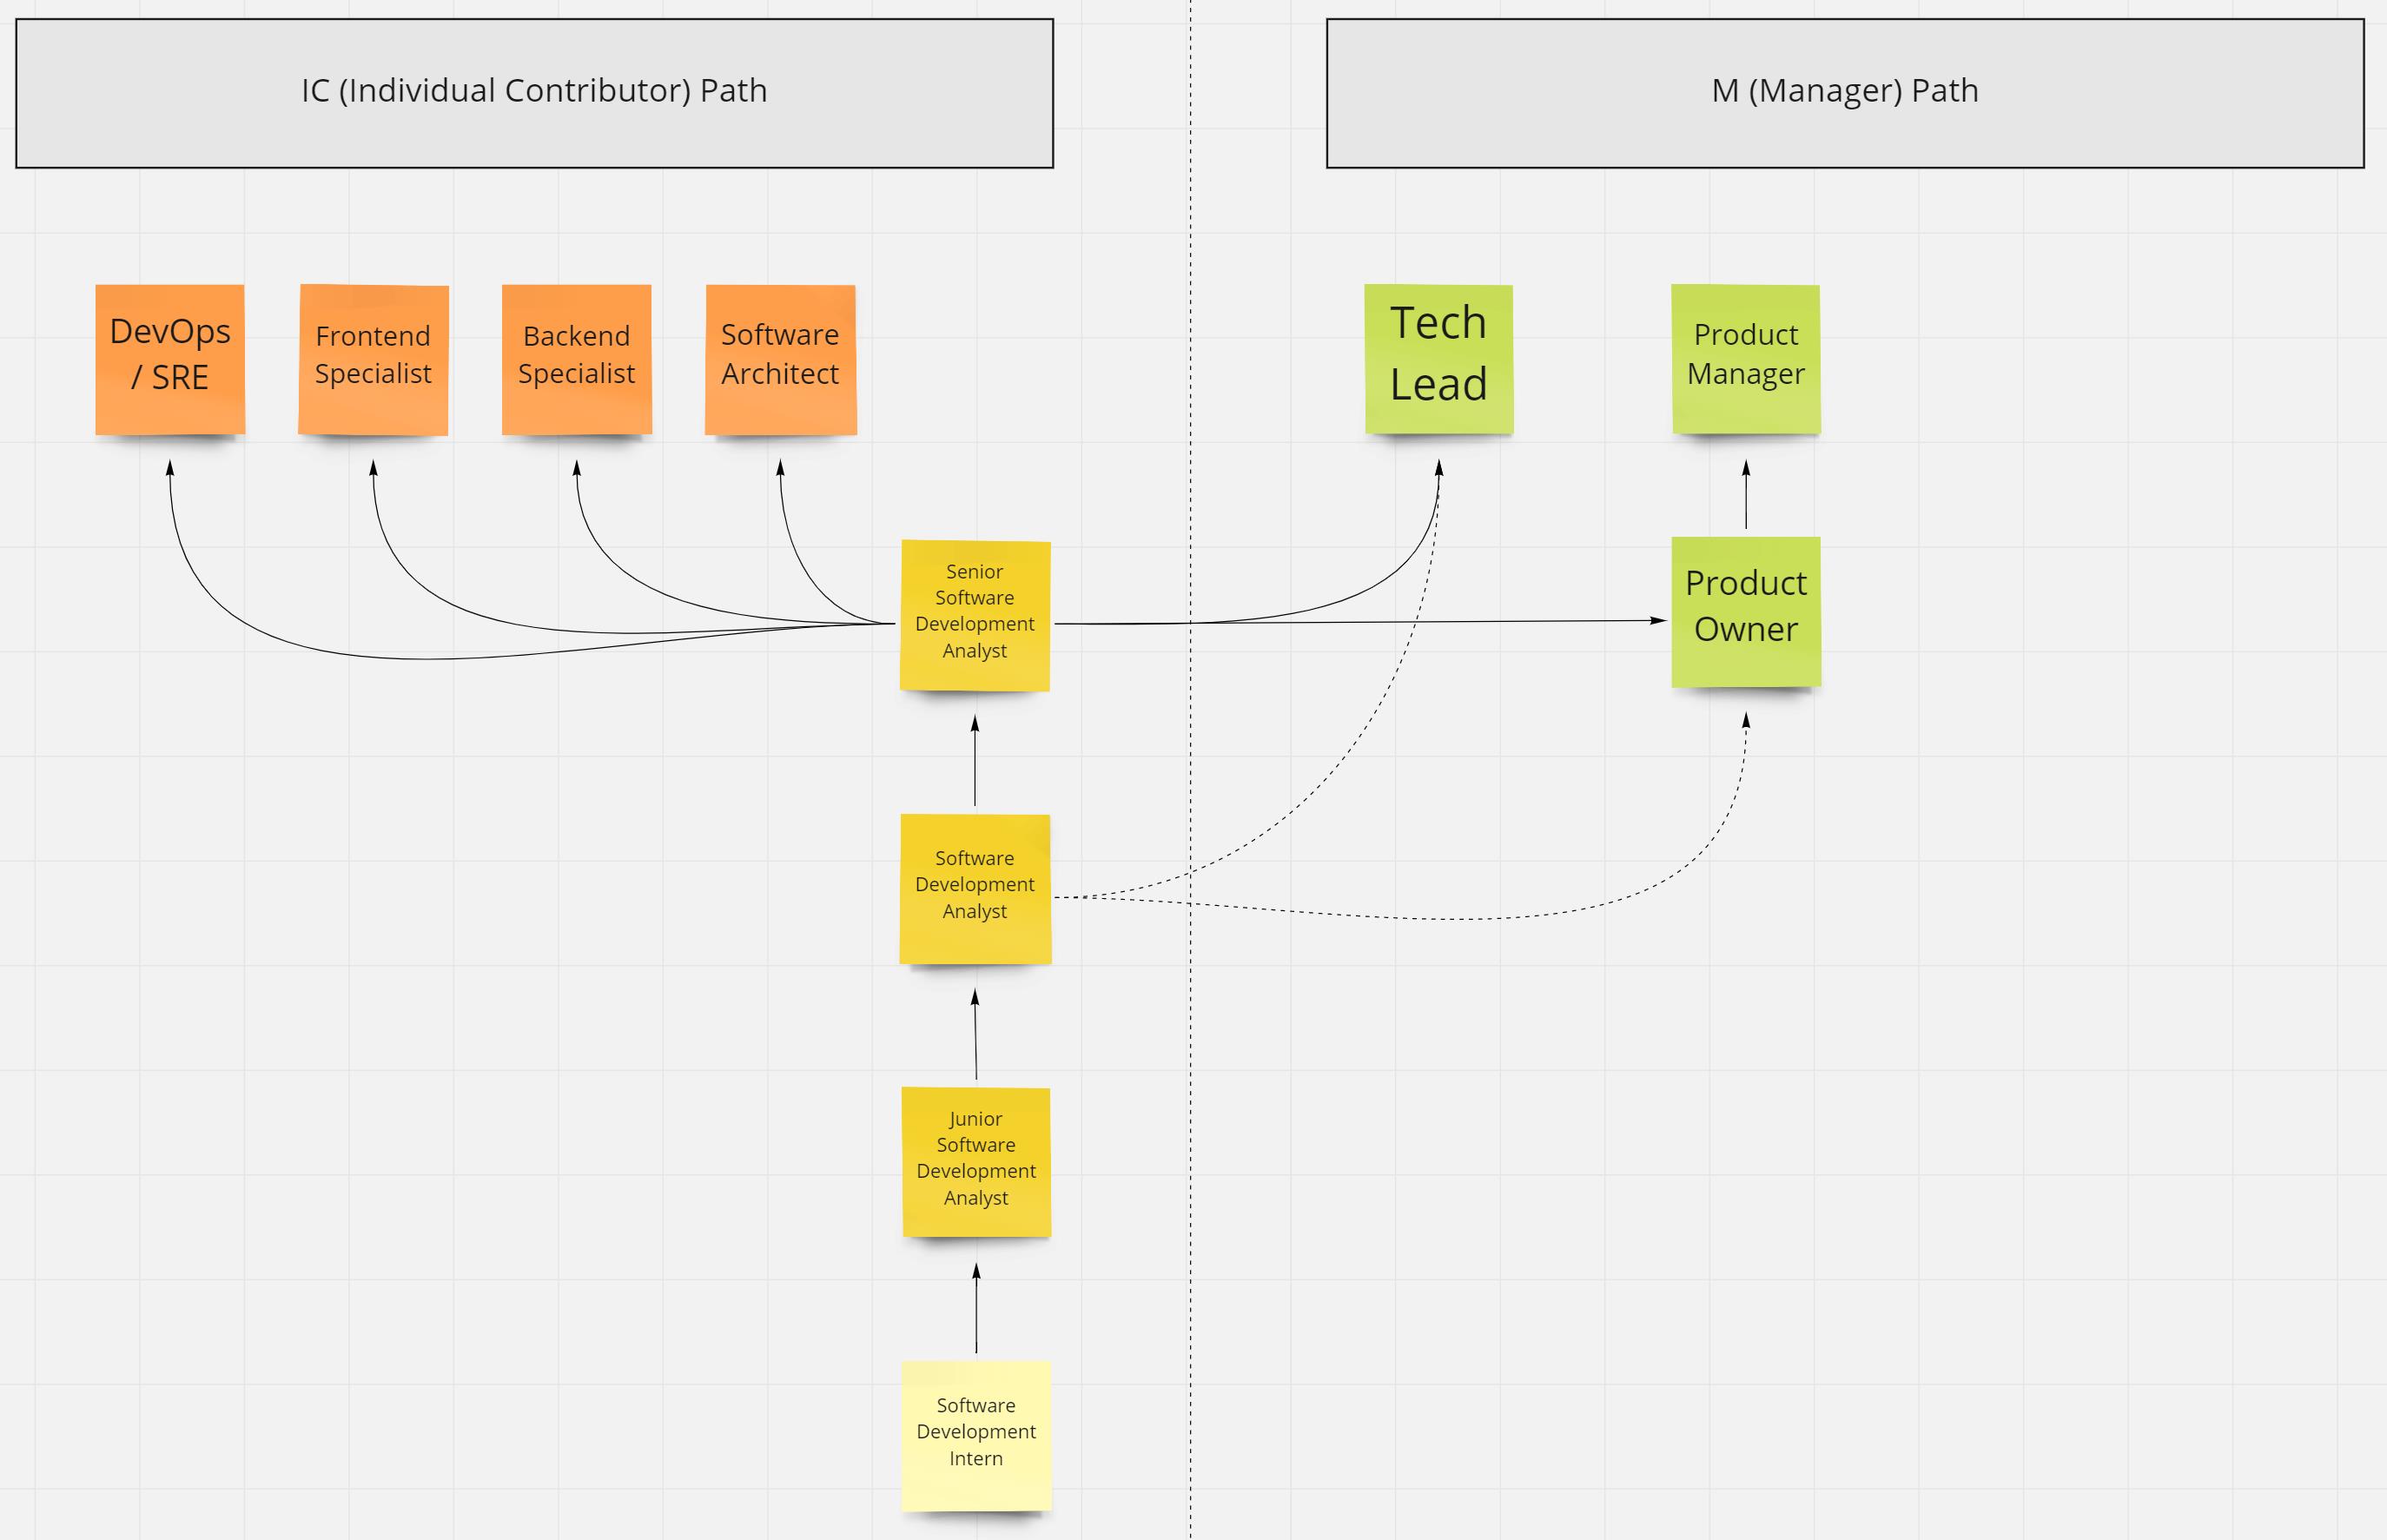 IC (Individual Contributor) Path
M (Manager) Path
DevOps
/ SRE
Frontend
Specialist
Backend
Specialist
Software
Architect
Tech
Lead
Product
Manager
Senior
Software
Development
Analyst
Product
Owner
Software
Development
Analyst
Junior
Software
Development
Analyst
Software
Development
Intern